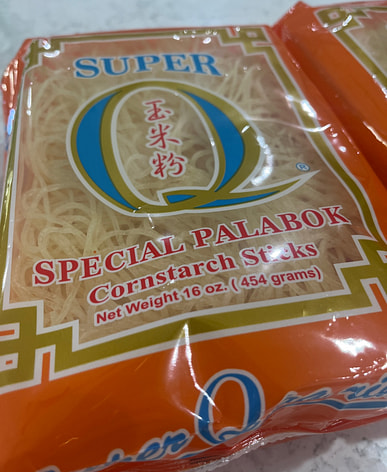 SUPER
Q
玉
米
粉
®
SPECIAL PALABOK
Cornstarch Sticks
Net Weight 16 oz. (454 grams)
Q